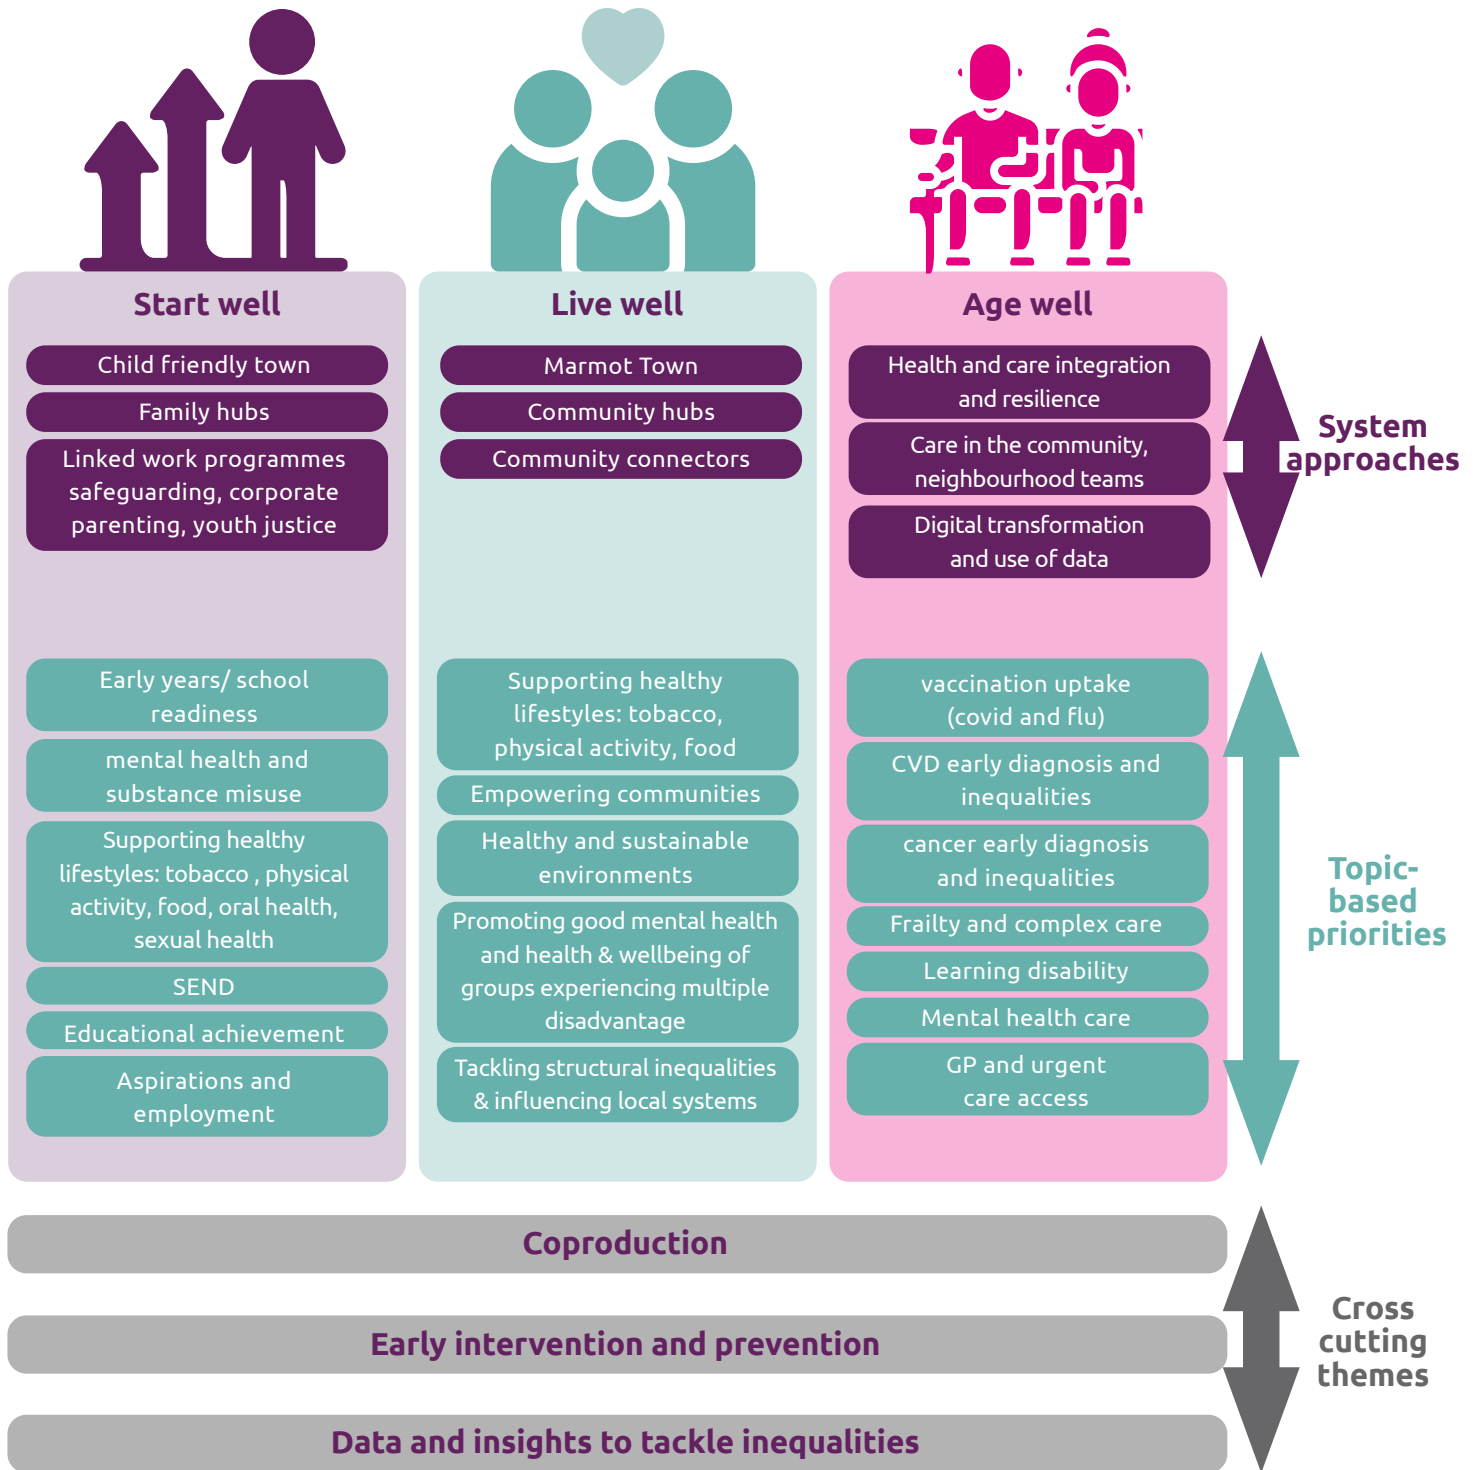 Start well
Child friendly town
Family hubs
Linked work programmes
safeguarding, corporate
parenting, youth justice
Early years/ school
readiness
mental health and
substance misuse
Supporting healthy
lifestyles: tobacco , physical
activity, food, oral health,
sexual health
SEND
Educational achievement
Aspirations and
employment
Live well
Marmot Town
Community hubs
Community connectors
Supporting healthy
lifestyles: tobacco,
physical activity, food
Empowering communities
Healthy and sustainable
environments
Promoting good mental health
and health & wellbeing of
groups experiencing multiple
disadvantage
Tackling structural inequalities
& influencing local systems
Age well
Health and care integration
and resilience
Care in the community,
neighbourhood teams
Digital transformation
and use of data
vaccination uptake
(covid and flu)
CVD early diagnosis and
inequalities
cancer early diagnosis
and inequalities
Frailty and complex care
Learning disability
Mental health care
GP and urgent
care access
System
approaches
Topic-
based
priorities
Coproduction
Early intervention and prevention
Data and insights to tackle inequalities
Cross
cutting
themes